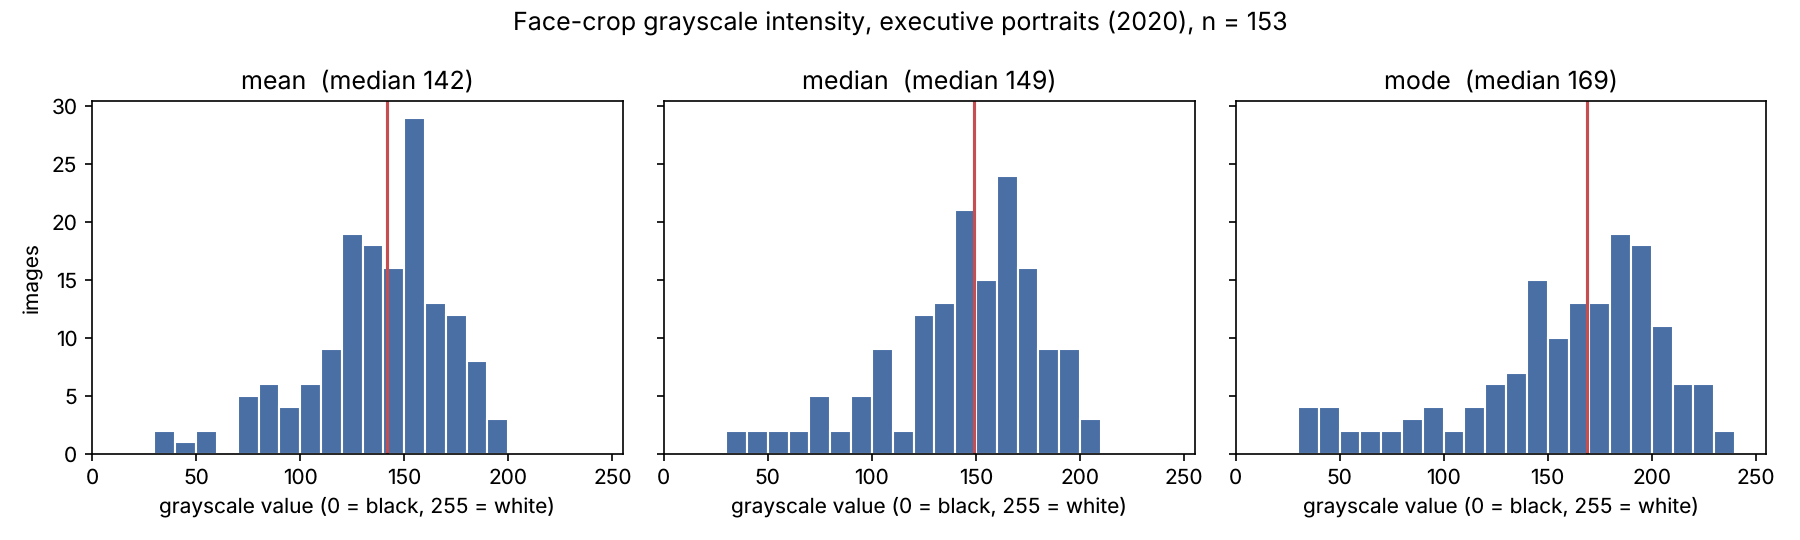 Face-crop grayscale intensity, executive portraits (2020), n = 153
mean (median 142)
median (median 149)
mode (median 169)
images
30
25
20
15
10
5
0
0 50 100 150 200 250
0 50 100 150 200 250
0 50 100 150 200 250
grayscale value (0 = black, 255 = white)
grayscale value (0 = black, 255 = white)
grayscale value (0 = black, 255 = white)